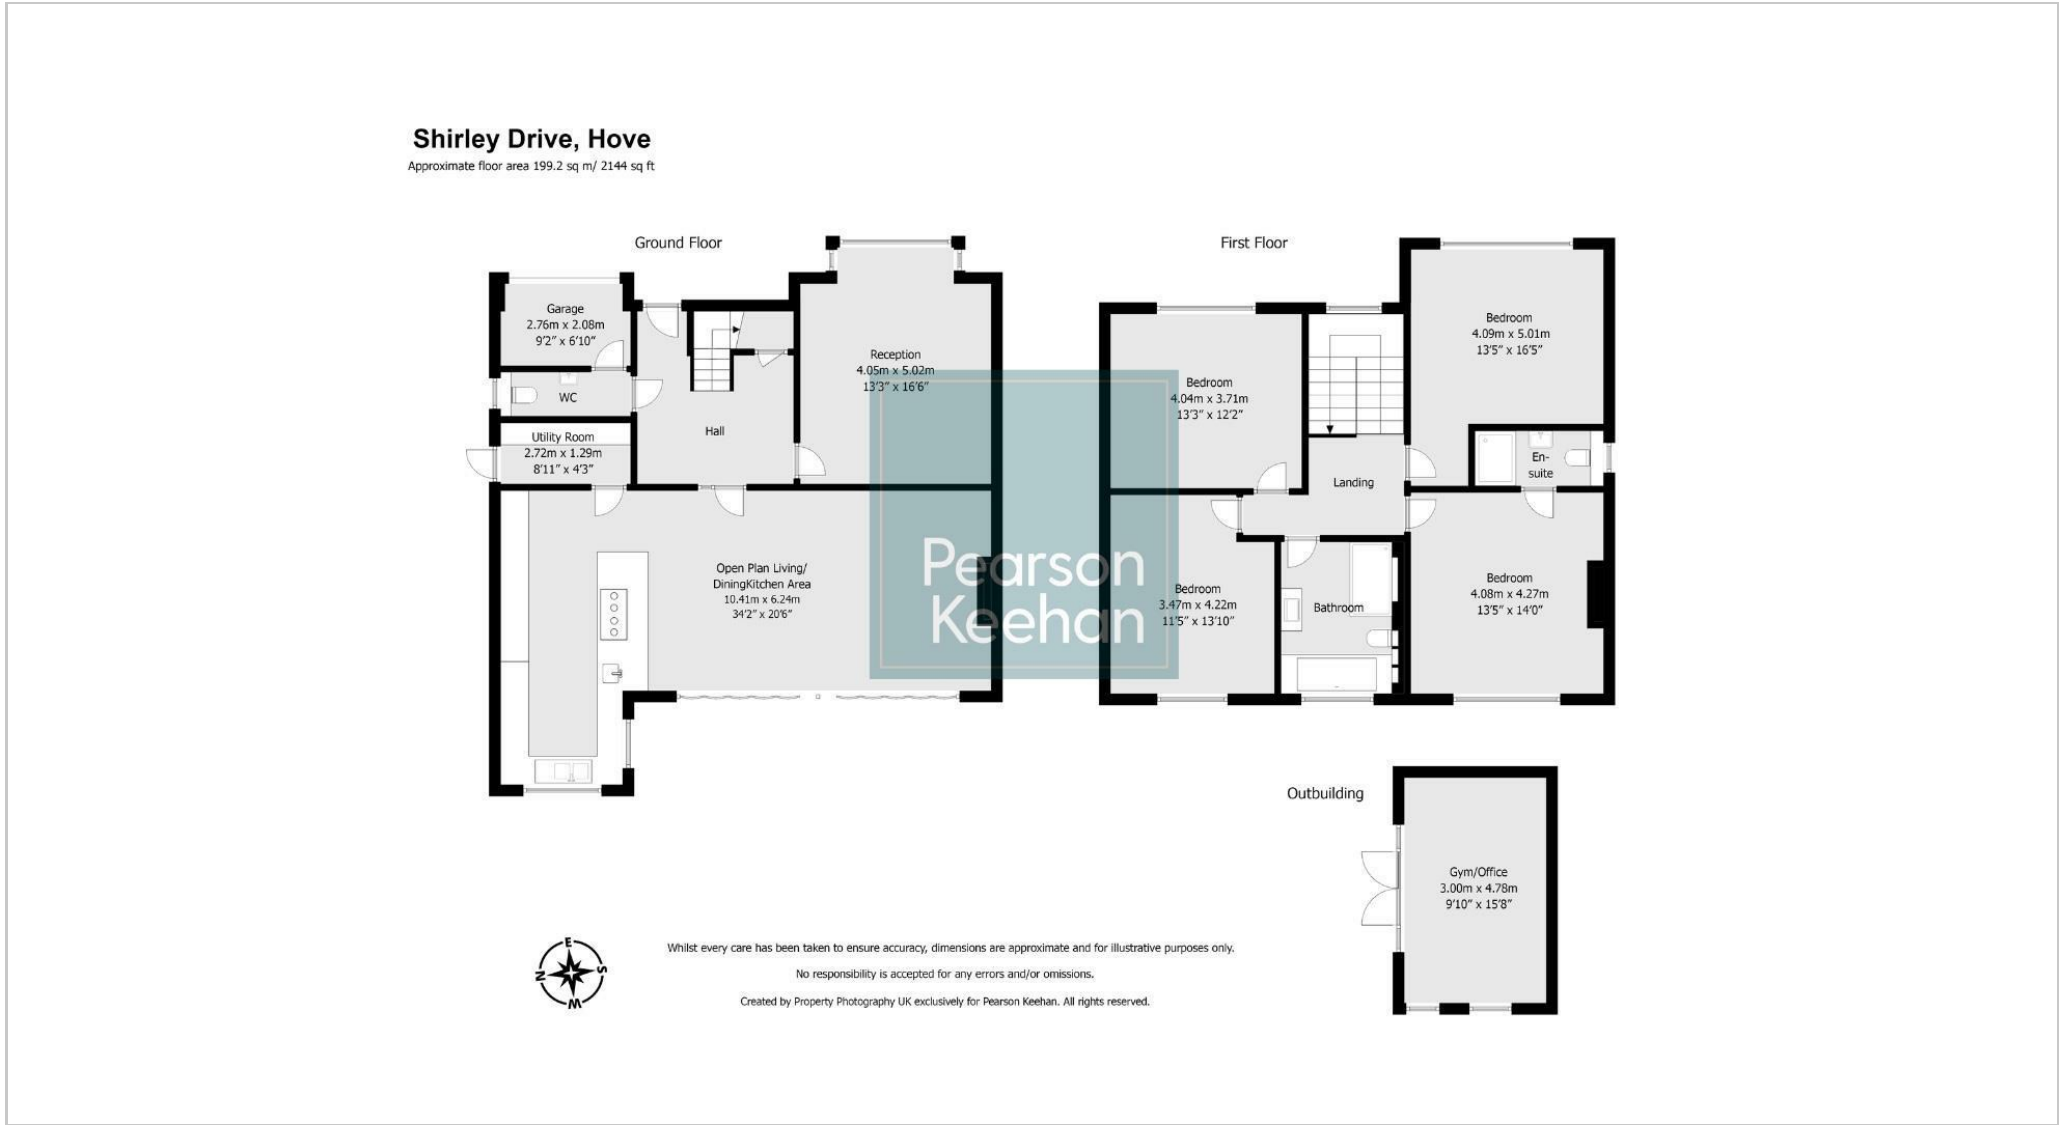 Shirley Drive, Hove
Approximate floor area 199.2 sq m/ 2144 sq ft
Ground Floor
Garage
2.76m x 2.08m
9'2" x 6'10"
WC
Utility Room
2.72m x 1.29m
8'11" x 4'3"
Hall
Reception
4.05m x 5.02m
13'3" x 16'6"
Open Plan Living/
DiningKitchen Area
10.41m x 6.24m
34'2" x 20'6"
Pearson
Keehan
First Floor
Bedroom
4.04m x 3.71m
13'3" x 12'2"
Bedroom
4.09m x 5.01m
13'5" x 16'5"
En-
suite
Landing
Bedroom
3.47m x 4.22m
11'5" x 13'10"
Bathroom
Bedroom
4.08m x 4.27m
13'5" x 14'0"
Outbuilding
Gym/Office
3.00m x 4.78m
9'10" x 15'8"
E
N
S
W
Whilst every care has been taken to ensure accuracy, dimensions are approximate and for illustrative purposes only.
No responsibility is accepted for any errors and/or omissions.
Created by Property Photography UK exclusively for Pearson Keehan. All rights reserved.